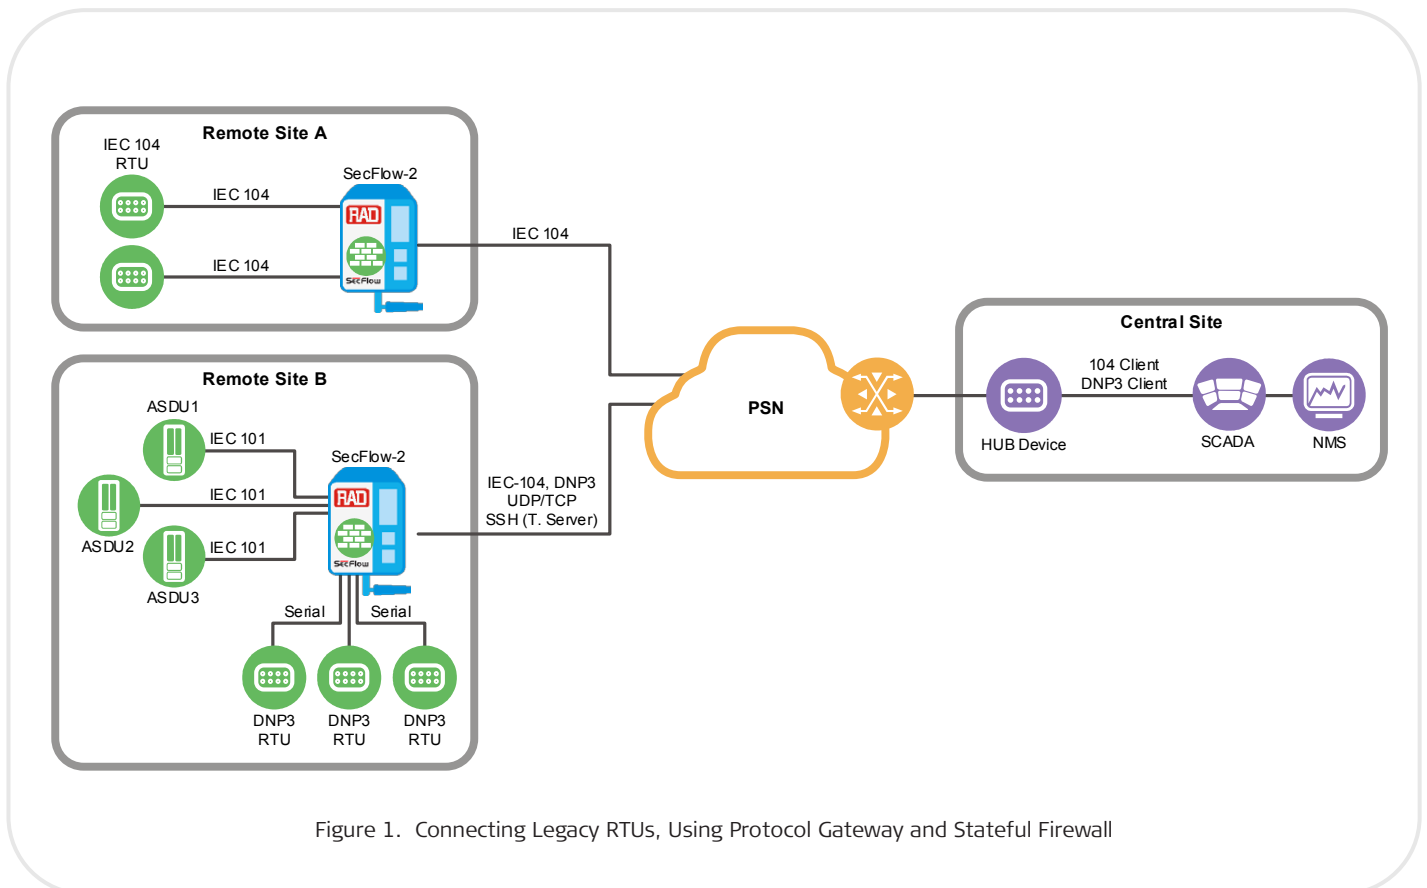 Remote Site A
IEC 104
RTU
IEC 104
IEC 104
SecFlow-2
RAD
SecFlow
IEC 104
Remote Site B
ASDU1
IEC 101
ASDU2
IEC 101
ASDU3
IEC 101
SecFlow-2
RAD
SecFlow
Serial
Serial
DNP3
RTU
DNP3
RTU
DNP3
RTU
IEC-104, DNP3
UDP/TCP
SSH (T. Server)
PSN
Central Site
HUB Device
104 Client
DNP3 Client
SCADA
NMS
Figure 1. Connecting Legacy RTUs, Using Protocol Gateway and Stateful Firewall